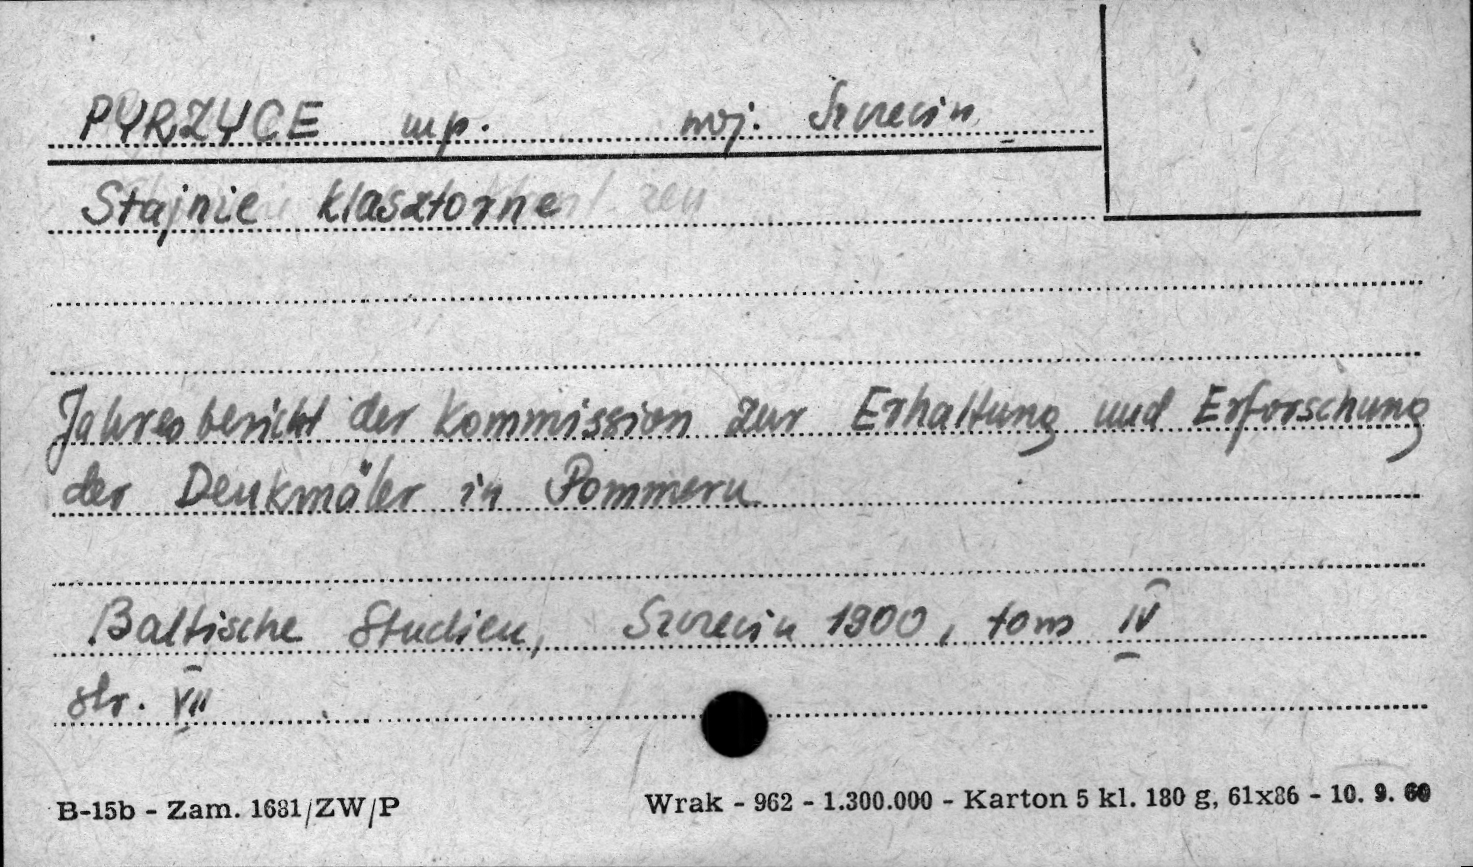 PYRZYCE mp. woj. Szczecin
Stajnie klasztorne
Jahresbericht der Kommission zur Erhaltung und Erforschung
der Denkmäler in Pommern
Baltische Studien, Szczecin 1900, tom IV
str. VII
B-15b - Zam. 1681/ZW/P
Wrak - 962 - 1.300.000 - Karton 5 kl. 180 g, 61x86 - 10. 9. 60